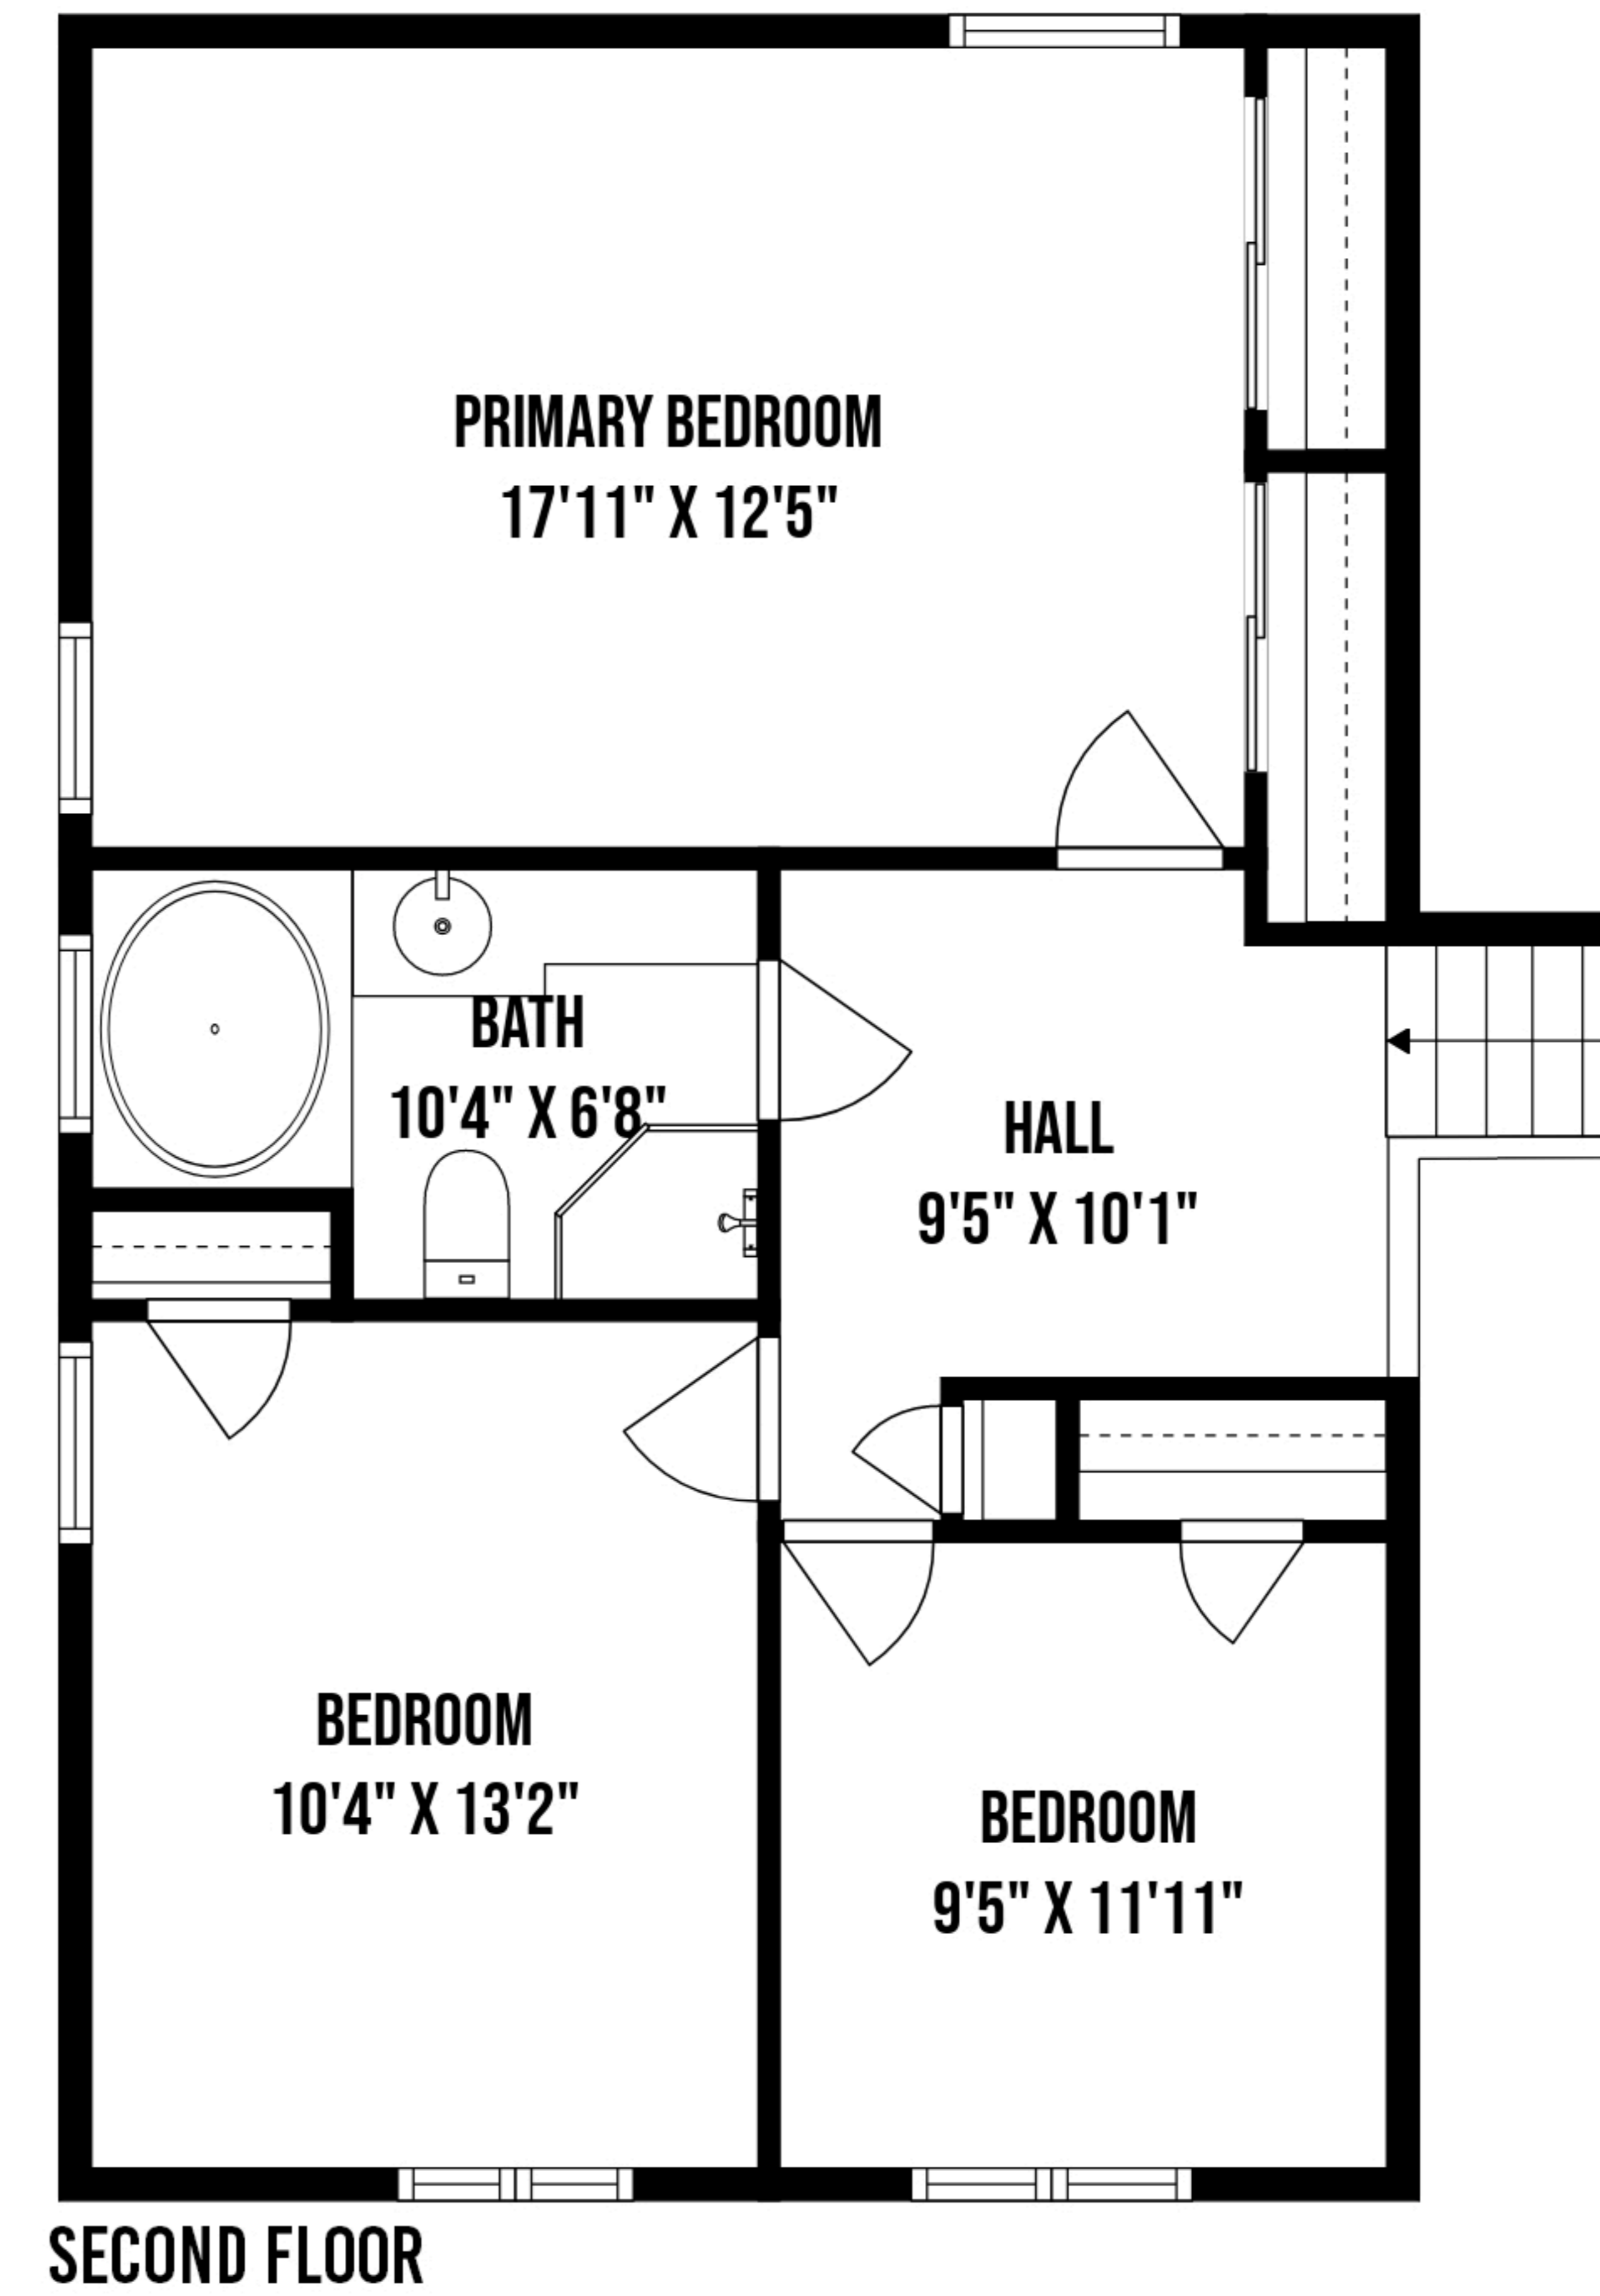 PRIMARY BEDROOM
17'11" X 12'5"
BATH
10'4" X 6'8"
HALL
9'5" X 10'1"
BEDROOM
10'4" X 13'2"
BEDROOM
9'5" X 11'11"
SECOND FLOOR